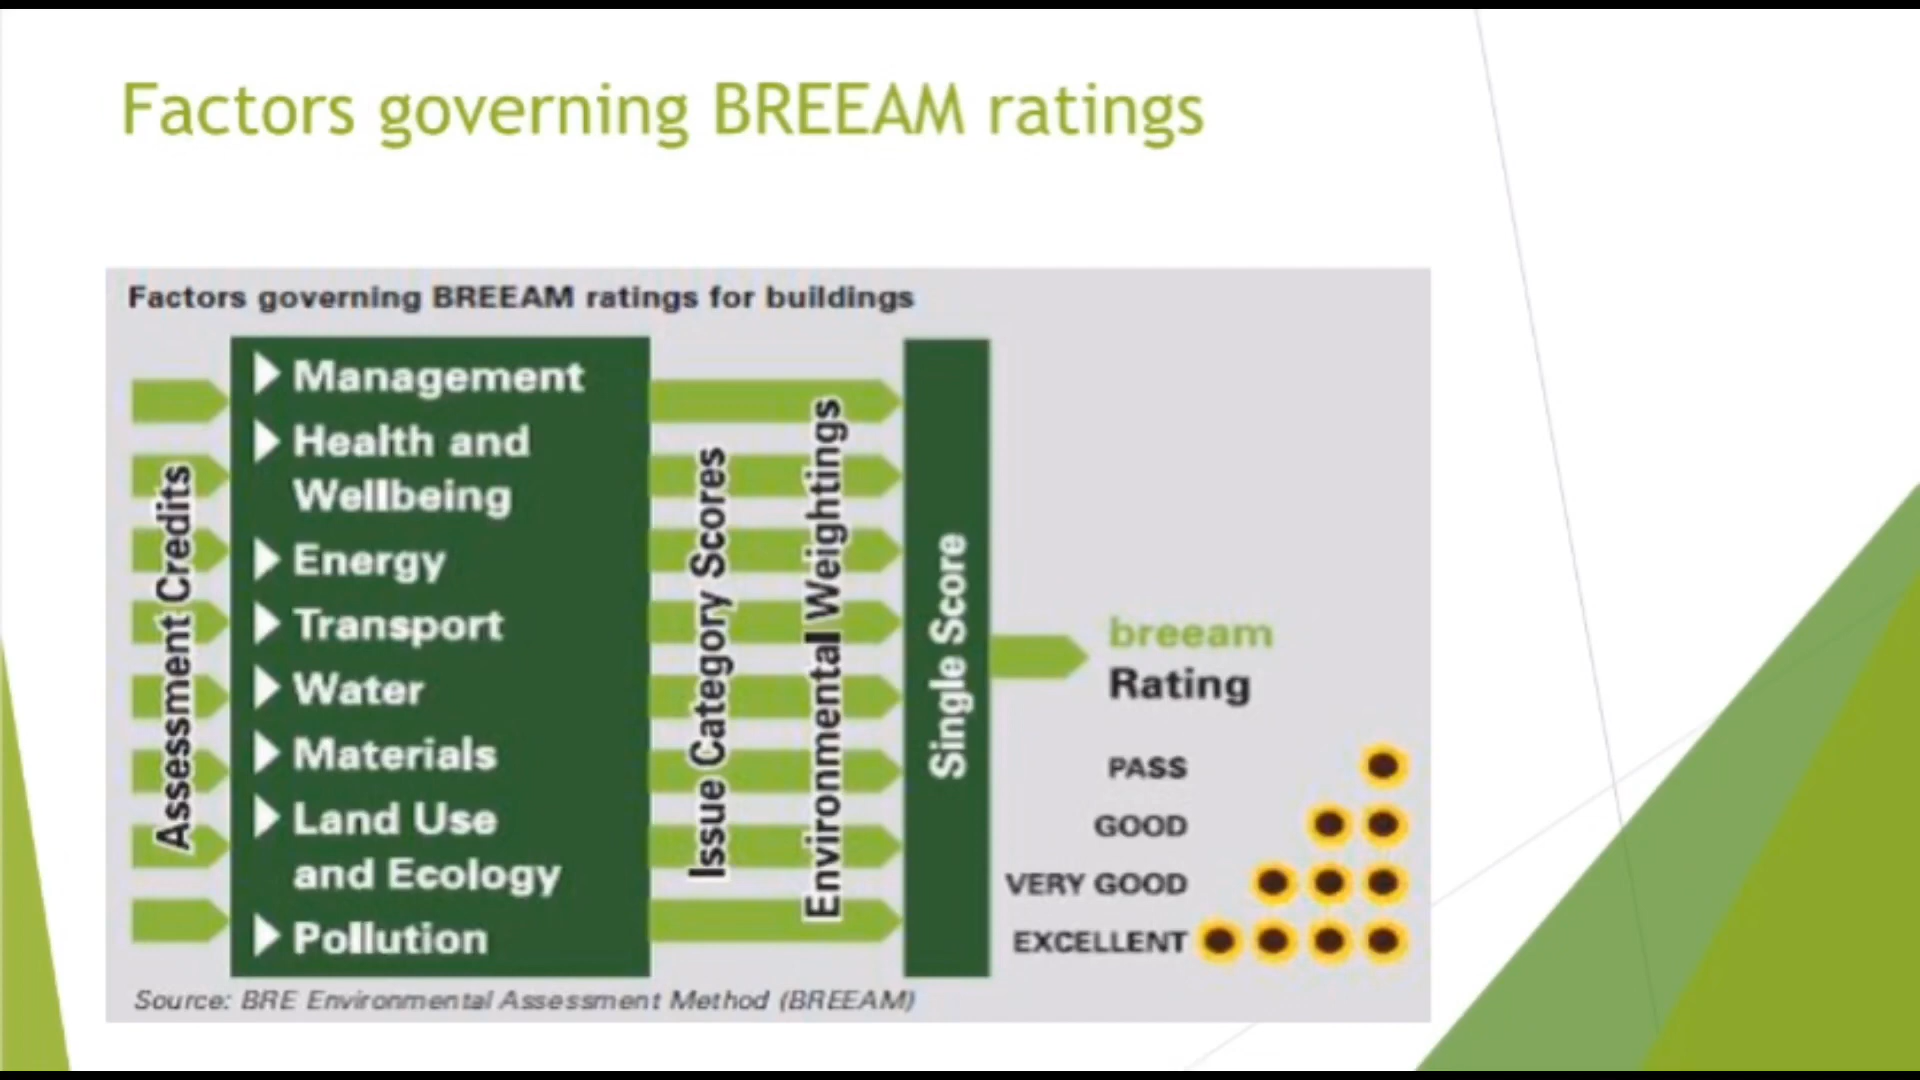 Factors governing BREEAM ratings
Factors governing BREEAM ratings for buildings
Assessment Credits
Management
Health and
Wellbeing
Energy
Transport
Water
Materials
Land Use
and Ecology
Pollution
Issue Category Scores
Environmental Weightings
Single Score
breeam
Rating
PASS
GOOD
VERY GOOD
EXCELLENT
Source: BRE Environmental Assessment Method (BREEAM)